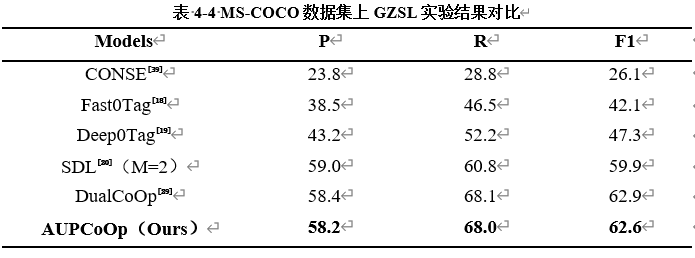 表 4-4 MS-COCO 数据集上 GZSL 实验结果对比
Models P R F1
CONSE[39] 23.8 28.8 26.1
Fast0Tag[18] 38.5 46.5 42.1
Deep0Tag[19] 43.2 52.2 47.3
SDL[80]（M=2） 59.0 60.8 59.9
DualCoOp[89] 58.4 68.1 62.9
AUPCoOp（Ours） 58.2 68.0 62.6